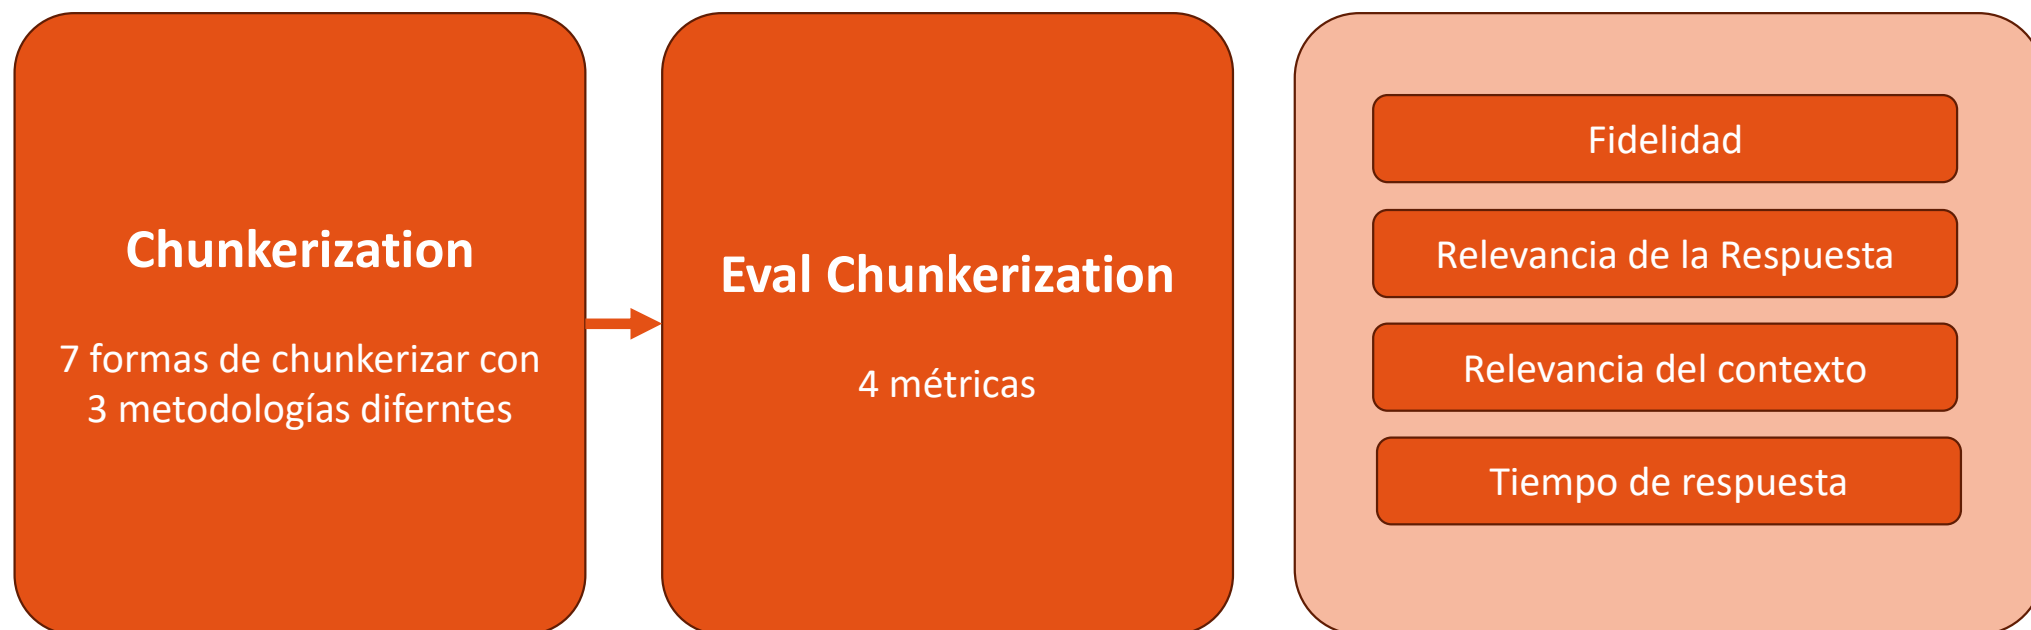 Chunkerization
7 formas de chunkerizar con
3 metodologías diferntes
Eval Chunkerization
4 métricas
Fidelidad
Relevancia de la Respuesta
Relevancia del contexto
Tiempo de respuesta